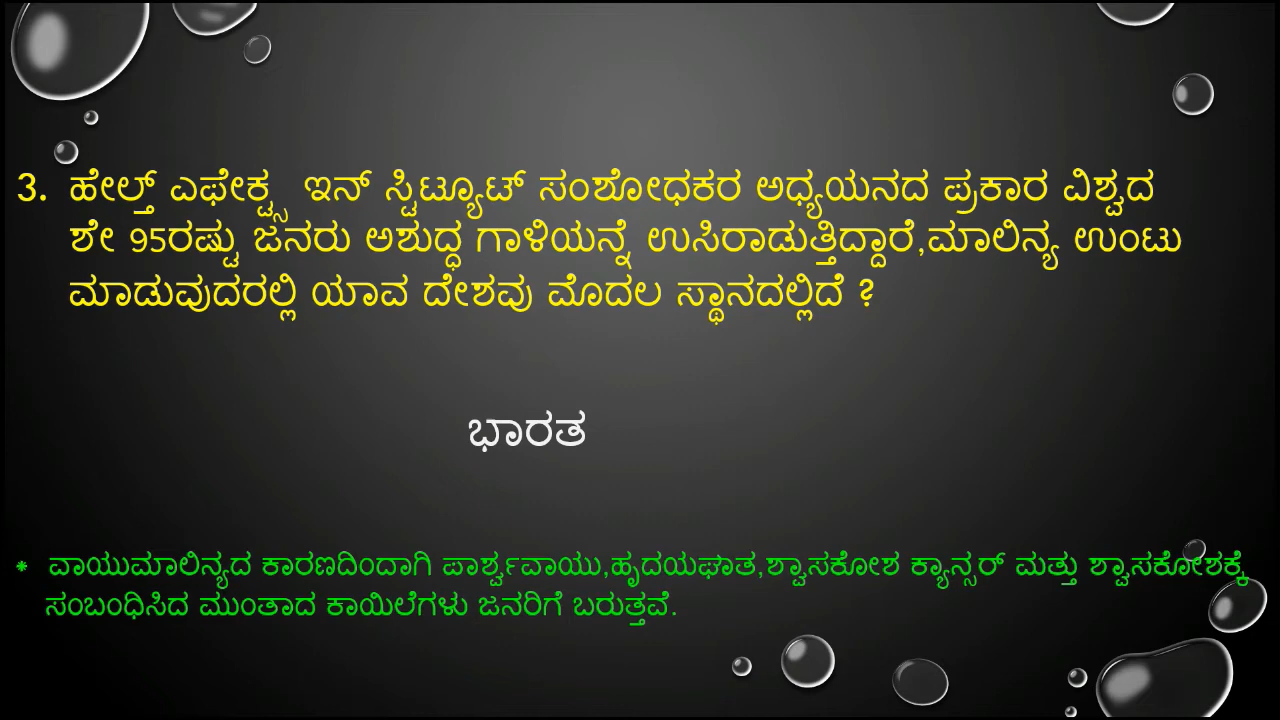 3. ಹೇಲ್ತ್ ಎಫೇಕ್ಟ್ಸ ಇನ್ ಸ್ಟಿಟ್ಯೂಟ್ ಸಂಶೋಧಕರ ಅಧ್ಯಯನದ ಪ್ರಕಾರ ವಿಶ್ವದ
ಶೇ 95ರಷ್ಟು ಜನರು ಅಶುದ್ಧ ಗಾಳಿಯನ್ನೆ ಉಸಿರಾಡುತ್ತಿದ್ದಾರೆ,ಮಾಲಿನ್ಯ ಉಂಟು
ಮಾಡುವುದರಲ್ಲಿ ಯಾವ ದೇಶವು ಮೊದಲ ಸ್ಥಾನದಲ್ಲಿದೆ ?
ಭಾರತ
* ವಾಯುಮಾಲಿನ್ಯದ ಕಾರಣದಿಂದಾಗಿ ಪಾರ್ಶ್ವವಾಯು,ಹೃದಯಘಾತ,ಶ್ವಾಸಕೋಶ ಕ್ಯಾನ್ಸರ್ ಮತ್ತು ಶ್ವಾಸಕೋಶಕ್ಕೆ
ಸಂಬಂಧಿಸಿದ ಮುಂತಾದ ಕಾಯಿಲೆಗಳು ಜನರಿಗೆ ಬರುತ್ತವೆ.